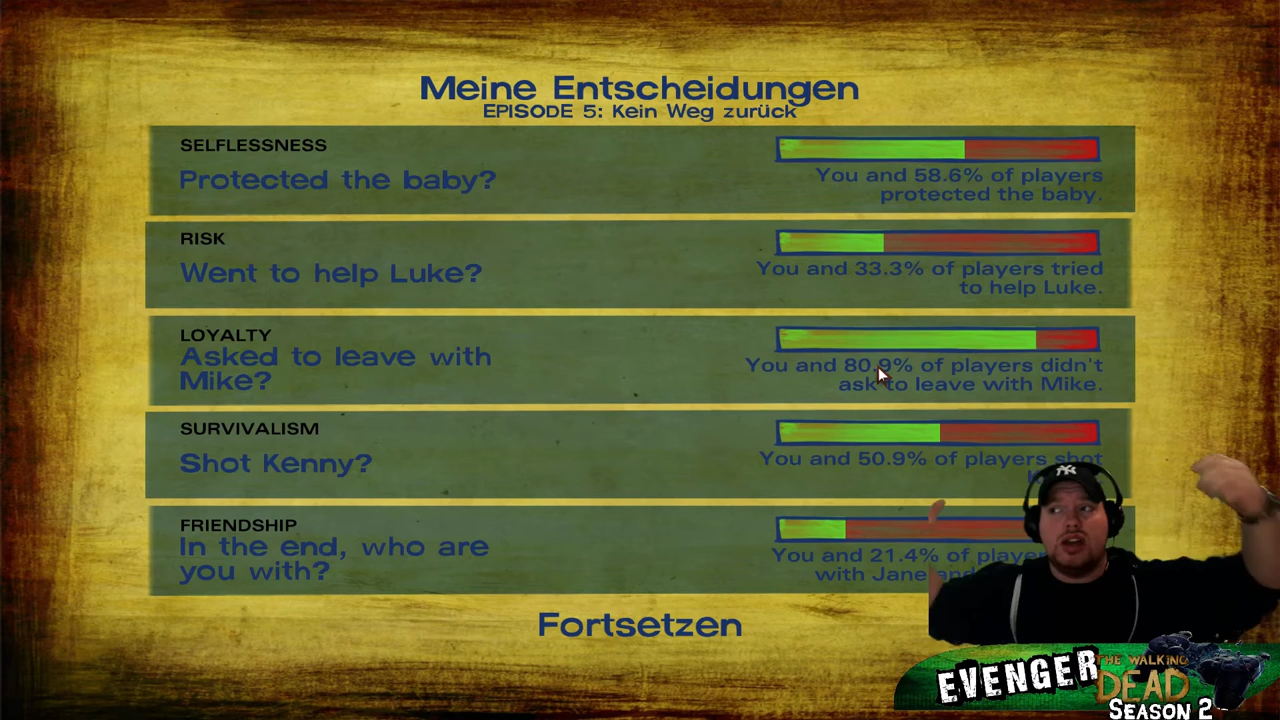 Meine Entscheidungen
EPISODE 5: Kein Weg zurück
SELFLESSNESS
Protected the baby?
You and 58.6% of players
protected the baby.
RISK
Went to help Luke?
You and 33.3% of players tried
to help Luke.
LOYALTY
Asked to leave with
Mike?
You and 80.9% of players didn't
ask to leave with Mike.
SURVIVALISM
Shot Kenny?
You and 50.9% of players shot
FRIENDSHIP
In the end, who are
you with?
You and 21.4% of
with Jane and
Fortsetzen
EVENGER
THE WALKING
DEAD
SEASON 2